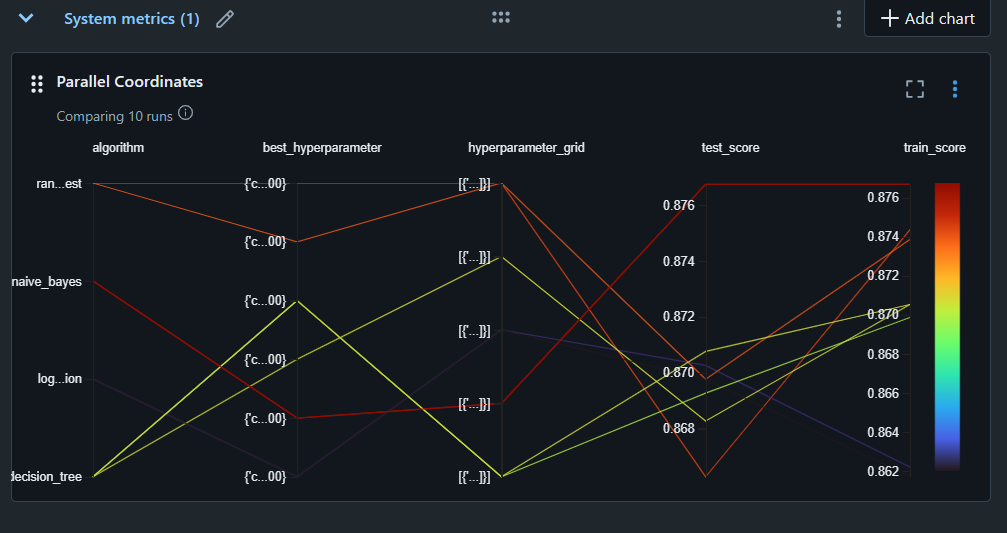 System metrics (1)
Add chart
Parallel Coordinates
Comparing 10 runs
algorithm best_hyperparameter hyperparameter_grid test_score train_score
ran...est
naive_bayes
log...ion
decision_tree
{'c...00}
{'c...00}
{'c...00}
{'c...00}
{'c...00}
{'c...00}
[{'...]}]
[{'...]}]
[{'...]}]
[{'...]}]
[{'...]}]
0.876
0.874
0.872
0.870
0.868
0.876
0.874
0.872
0.870
0.868
0.866
0.864
0.862